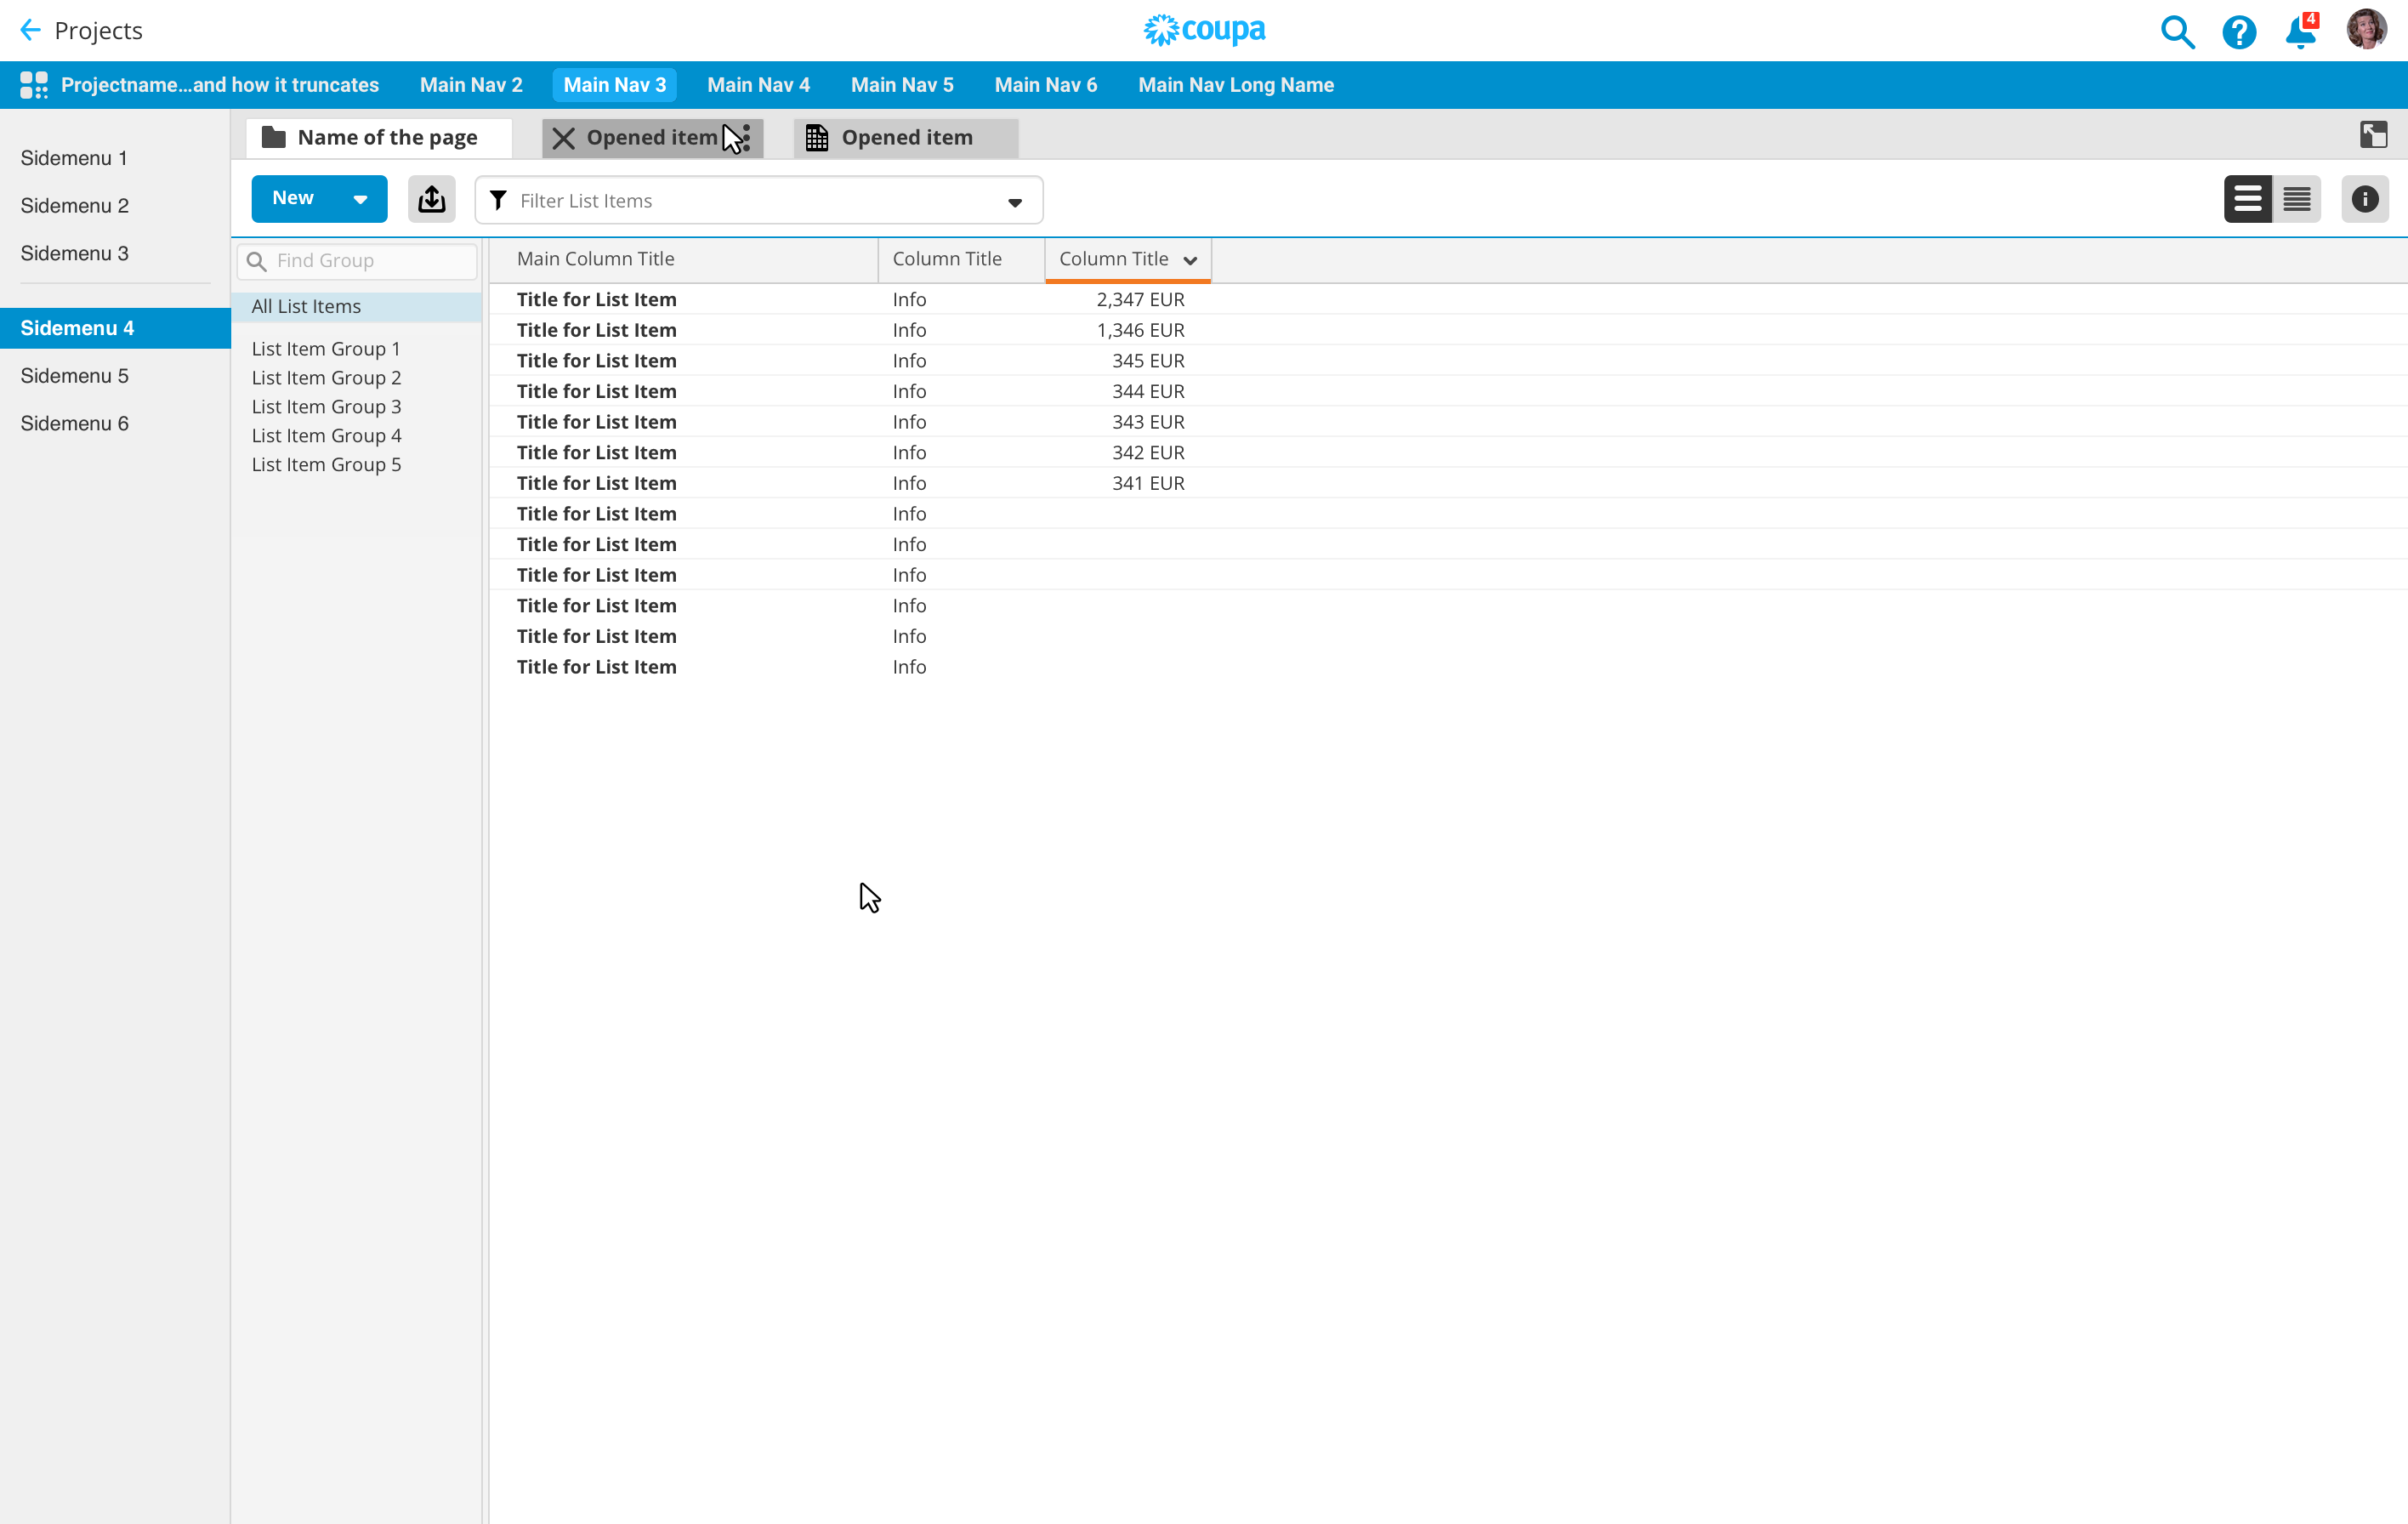 Projects
coupa
4
Projectname...and how it truncates Main Nav 2 Main Nav 3 Main Nav 4 Main Nav 5 Main Nav 6 Main Nav Long Name
Name of the page Opened item Opened item
Sidemenu 1
Sidemenu 2
Sidemenu 3
Sidemenu 4
Sidemenu 5
Sidemenu 6
New Filter List Items
Find Group
All List Items
List Item Group 1
List Item Group 2
List Item Group 3
List Item Group 4
List Item Group 5
Main Column Title Column Title Column Title
Title for List Item Info 2,347 EUR
Title for List Item Info 1,346 EUR
Title for List Item Info 345 EUR
Title for List Item Info 344 EUR
Title for List Item Info 343 EUR
Title for List Item Info 342 EUR
Title for List Item Info 341 EUR
Title for List Item Info
Title for List Item Info
Title for List Item Info
Title for List Item Info
Title for List Item Info
Title for List Item Info